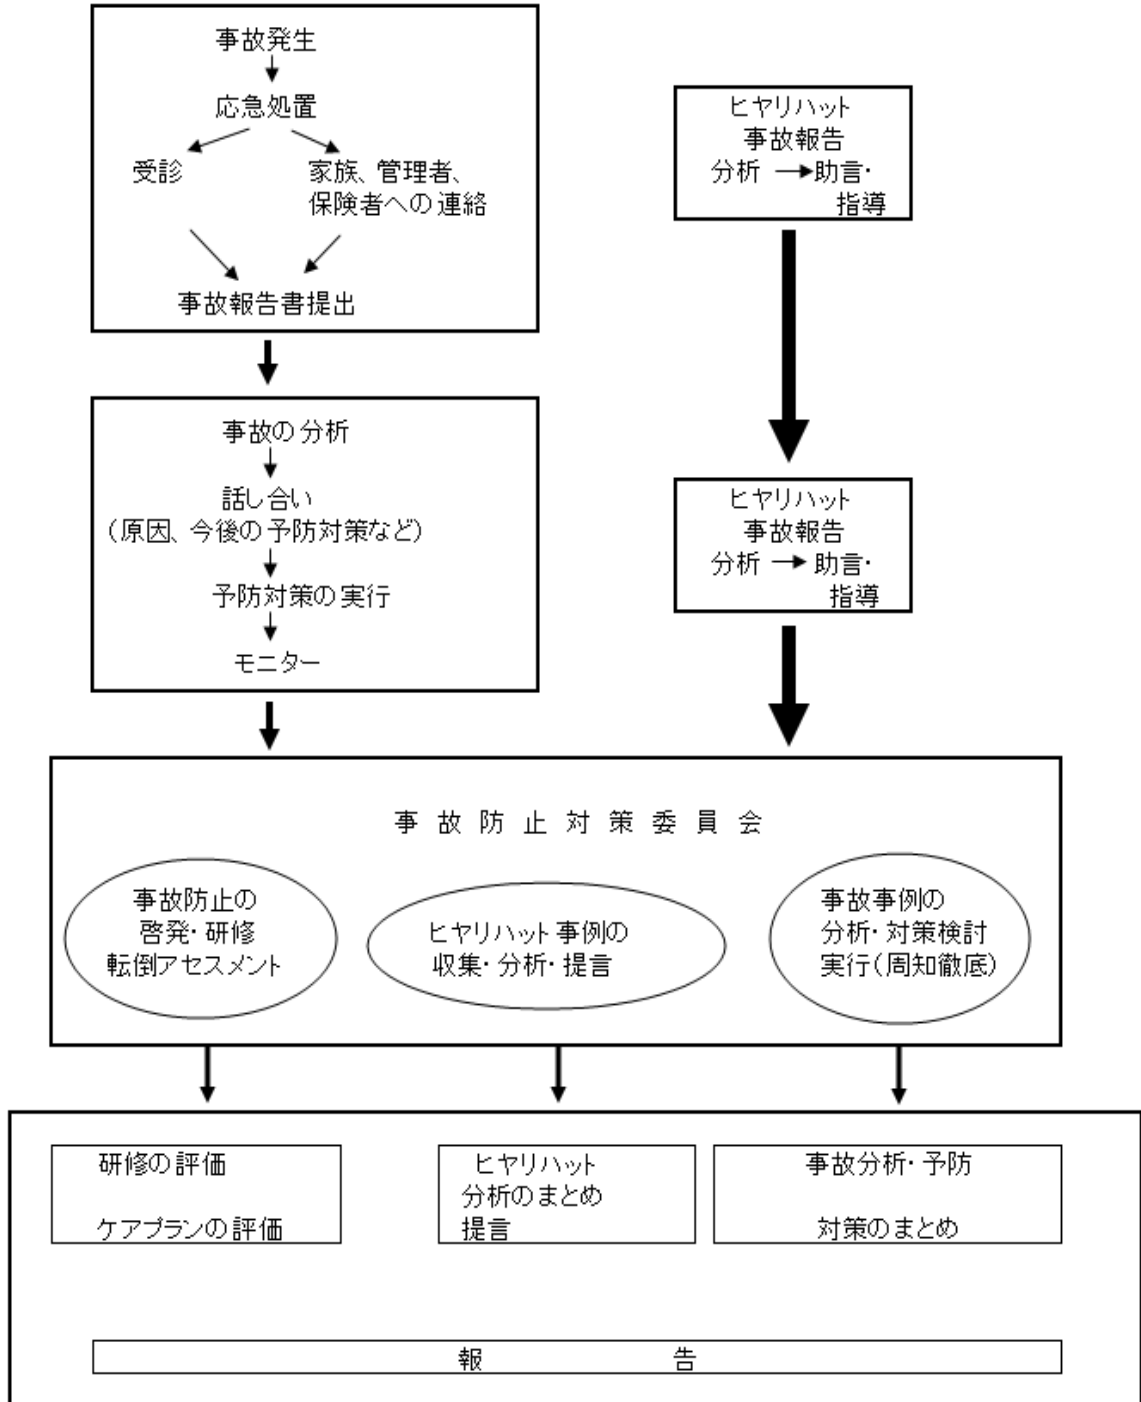 事故発生
応急処置
受診
家族、管理者、
保険者への連絡
事故報告書提出
ヒヤリハット
事故報告
分析 → 助言・
指導
事故の分析
話し合い
(原因、今後の予防対策など)
予防対策の実行
モニター
ヒヤリハット
事故報告
分析 → 助言・
指導
事故防止対策委員会
事故防止の
啓発・研修
転倒アセスメント
ヒヤリハット事例の
収集・分析・提言
事故事例の
分析・対策検討
実行(周知徹底)
研修の評価
ケアプランの評価
ヒヤリハット
分析のまとめ
提言
事故分析・予防
対策のまとめ
報告